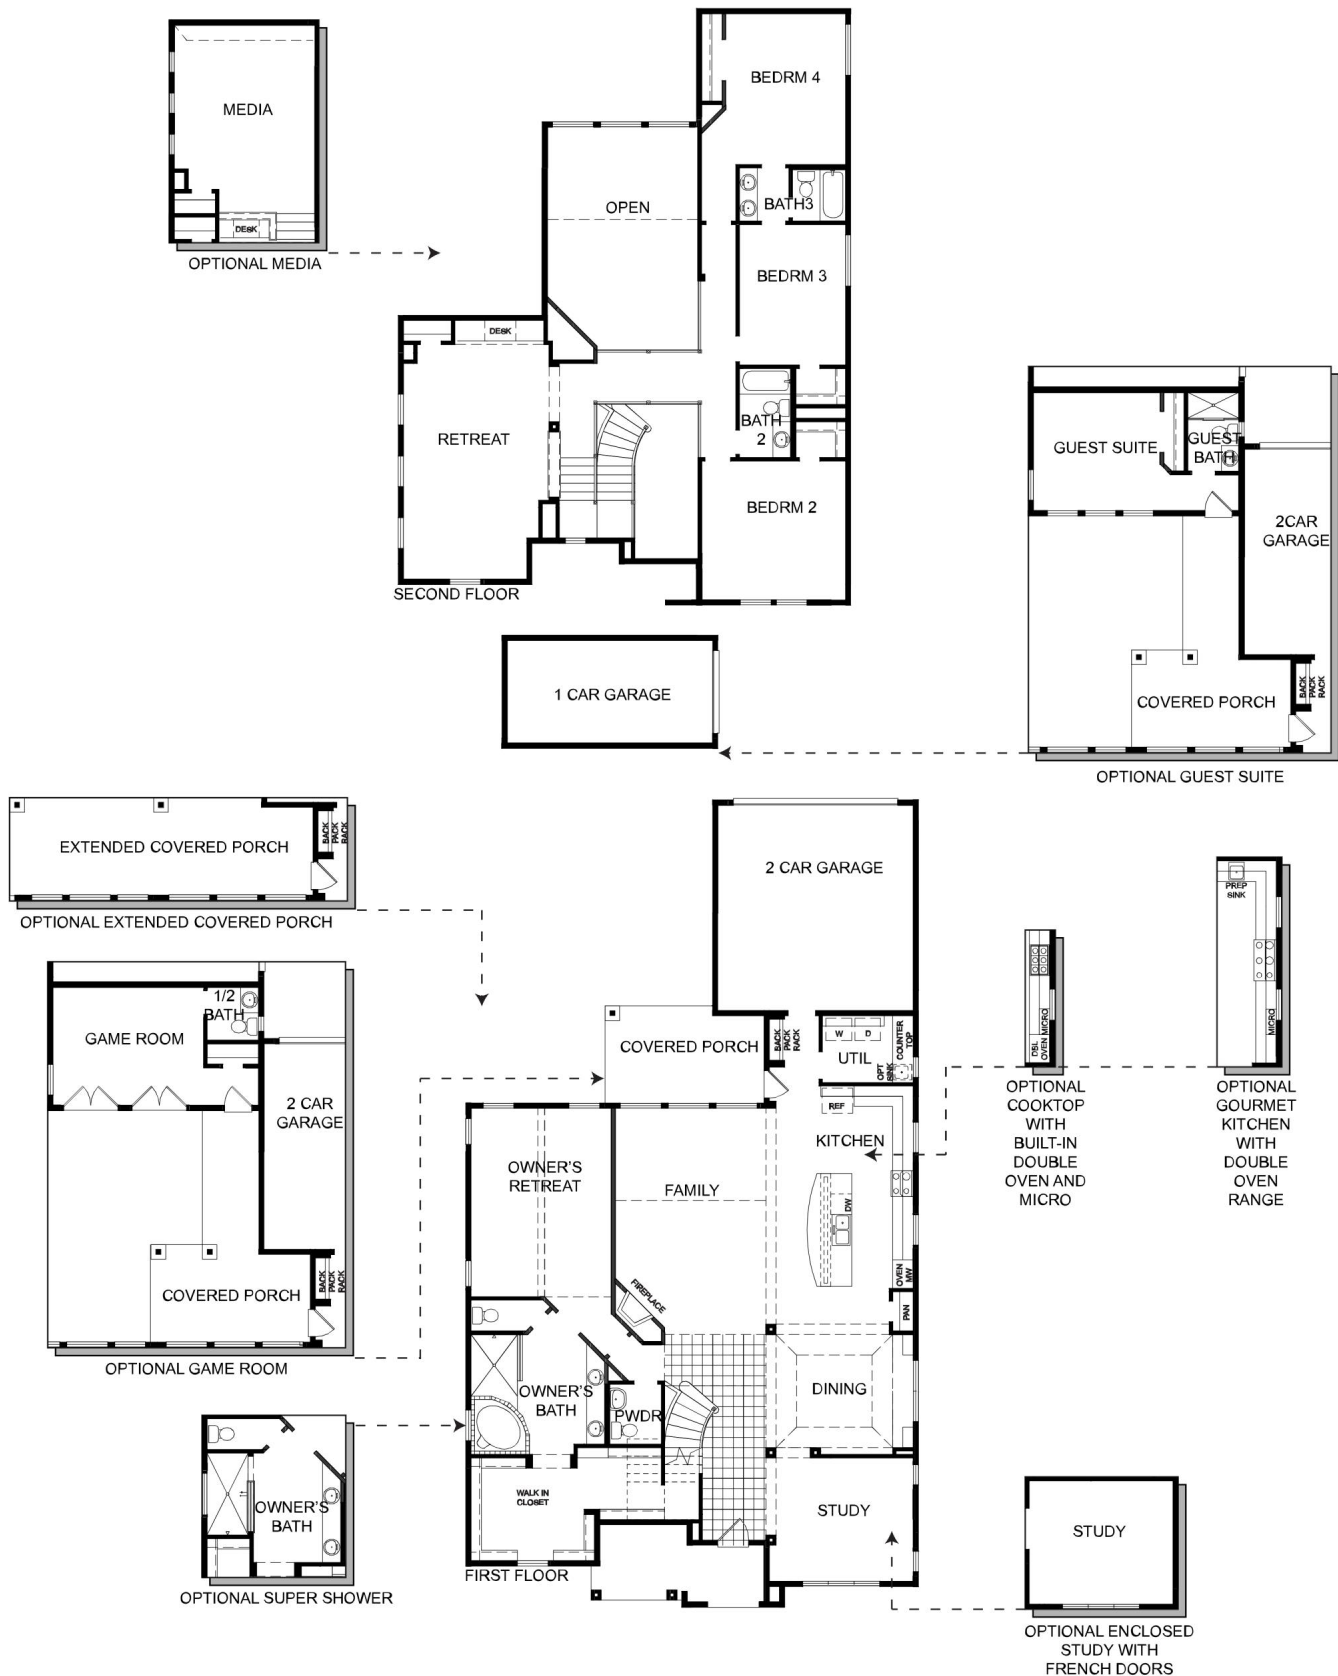 MEDIA
DESK
OPTIONAL MEDIA
BEDRM 4
OPEN
BATH3
BEDRM 3
DESK
RETREAT
BATH
2
BEDRM 2
SECOND FLOOR
GUEST SUITE
GUEST
BATH
2CAR
GARAGE
COVERED PORCH
BACK
PACK
RACK
OPTIONAL GUEST SUITE
1 CAR GARAGE
EXTENDED COVERED PORCH
BACK
PACK
RACK
OPTIONAL EXTENDED COVERED PORCH
1/2
BATH
GAME ROOM
2 CAR
GARAGE
COVERED PORCH
BACK
PACK
RACK
OPTIONAL GAME ROOM
OWNER'S
BATH
OPTIONAL SUPER SHOWER
2 CAR GARAGE
COVERED PORCH
BACK
PACK
RACK
W
D
COUNTER
TOP
UTIL
OPT
SINK
REF
KITCHEN
OWNER'S
RETREAT
FAMILY
DW
OVEN
MW
FIREPLACE
PAN
OWNER'S
BATH
PWDR
DINING
WALK IN
CLOSET
STUDY
FIRST FLOOR
DBL
OVEN
MICRO
OPTIONAL
COOKTOP
WITH
BUILT-IN
DOUBLE
OVEN AND
MICRO
PREP
SINK
MICRO
OPTIONAL
GOURMET
KITCHEN
WITH
DOUBLE
OVEN
RANGE
STUDY
OPTIONAL ENCLOSED
STUDY WITH
FRENCH DOORS